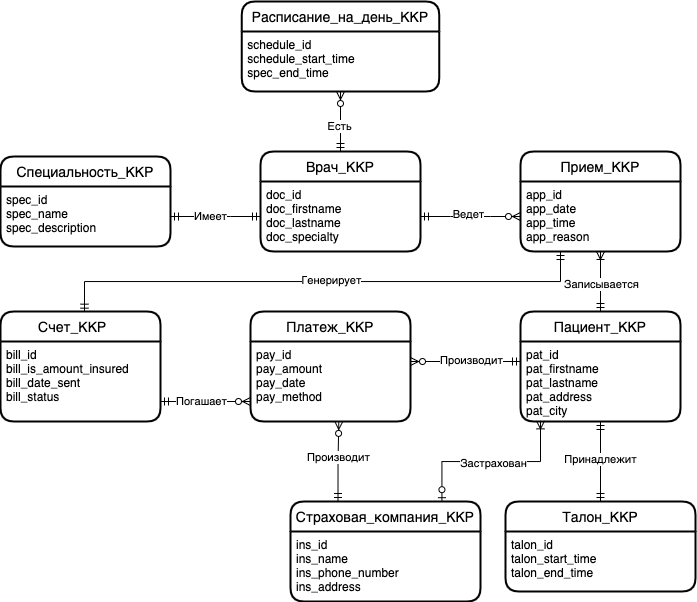 Расписание_на_день_ККР
schedule_id
schedule_start_time
spec_end_time
Есть
Специальность_ККР
spec_id
spec_name
spec_description
Имеет
Врач_ККР
doc_id
doc_firstname
doc_lastname
doc_specialty
Ведет
Прием_ККР
app_id
app_date
app_time
app_reason
Генерирует
Записывается
Счет_ККР
bill_id
bill_is_amount_insured
bill_date_sent
bill_status
Погашает
Платеж_ККР
pay_id
pay_amount
pay_date
pay_method
Производит
Пациент_ККР
pat_id
pat_firstname
pat_lastname
pat_address
pat_city
Производит
Застрахован
Принадлежит
Страховая_компания_ККР
ins_id
ins_name
ins_phone_number
ins_address
Талон_ККР
talon_id
talon_start_time
talon_end_time